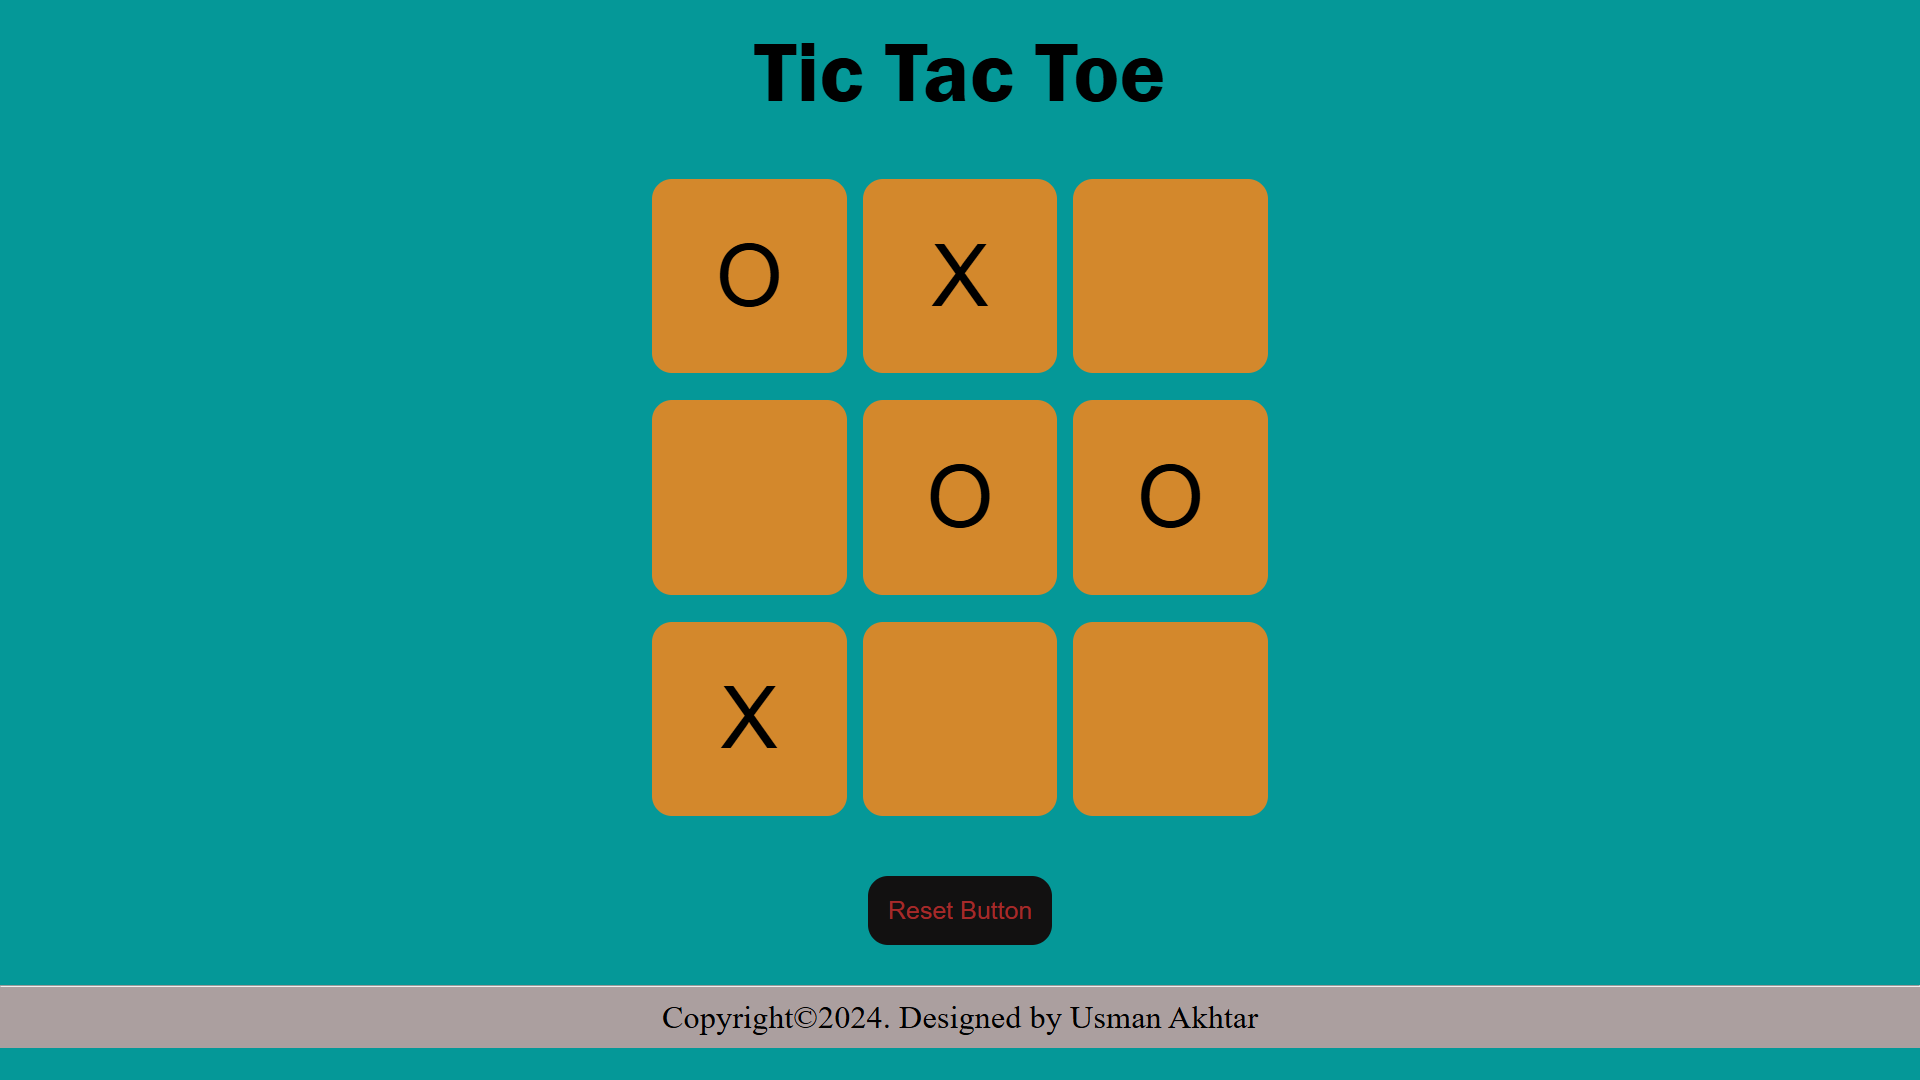 Tic Tac Toe
O X
O O
X
Reset Button
Copyright©2024. Designed by Usman Akhtar